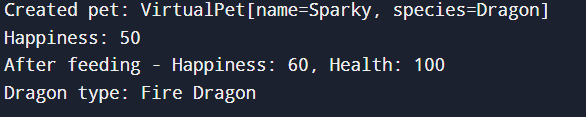 Created pet: VirtualPet[name=Sparky, species=Dragon]
Happiness: 50
After feeding - Happiness: 60, Health: 100
Dragon type: Fire Dragon